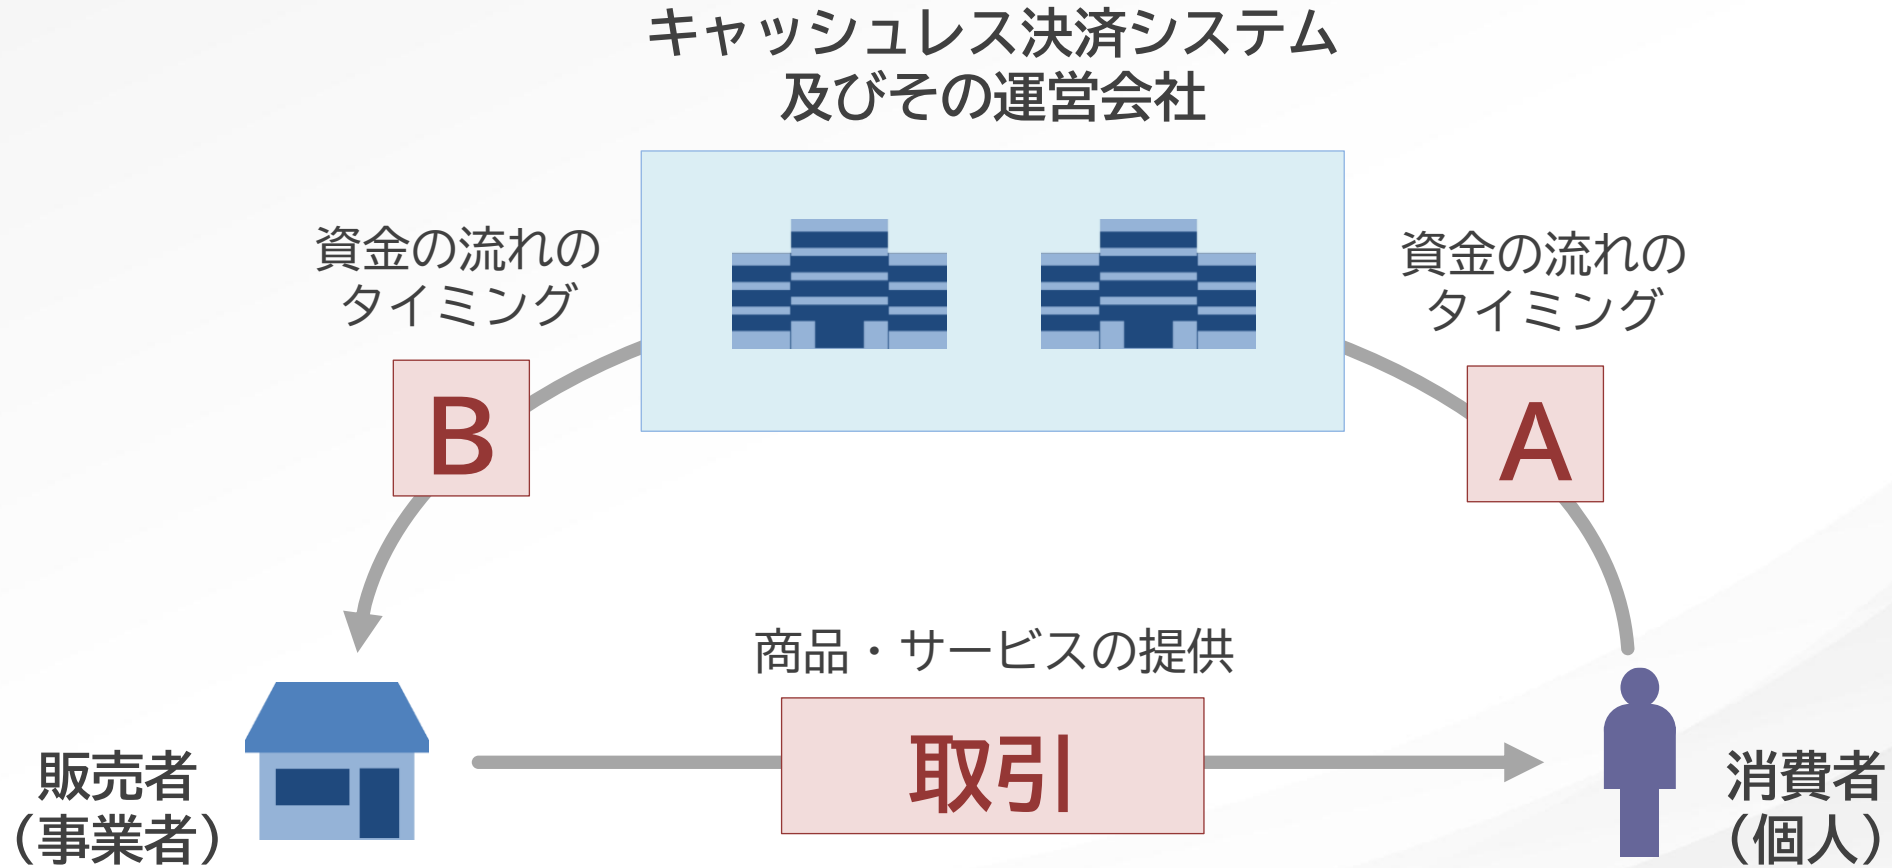 キャッシュレス決済システム
及びその運営会社
資金の流れの
タイミング
資金の流れの
タイミング
B
A
商品・サービスの提供
取引
販売者
（事業者）
消費者
（個人）